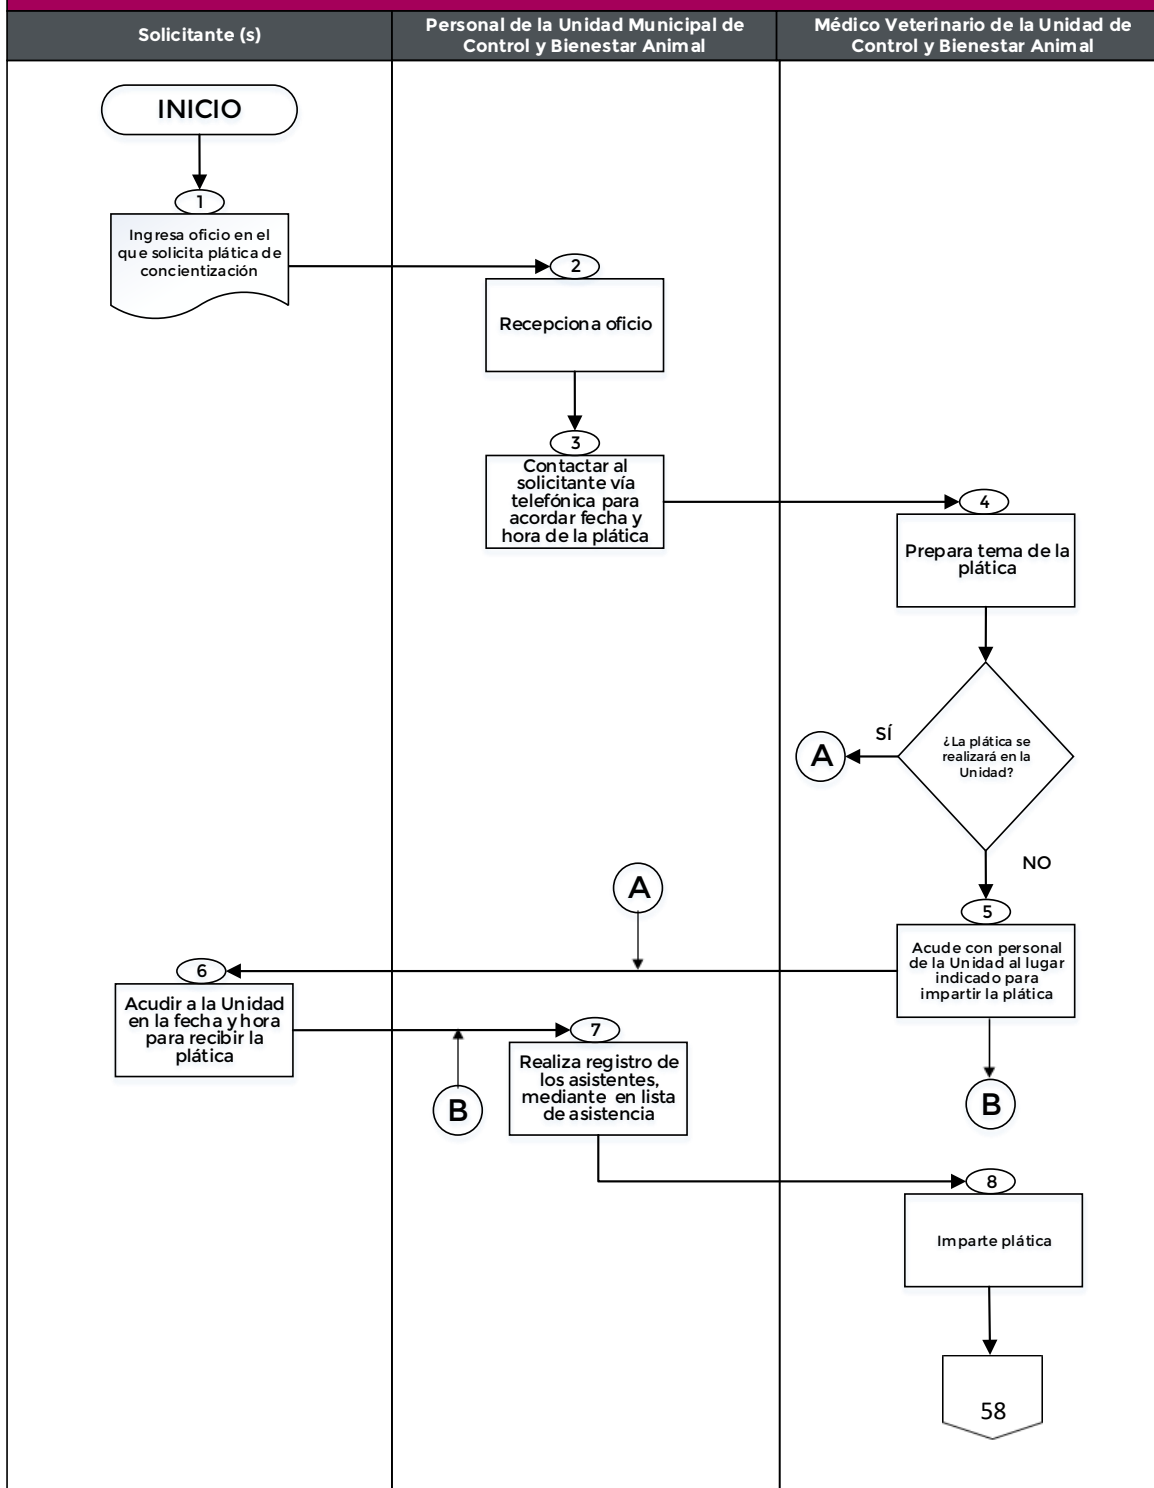 Solicitante (s)
Personal de la Unidad Municipal de
Control y Bienestar Animal
Médico Veterinario de la Unidad de
Control y Bienestar Animal
INICIO
1
Ingresa oficio en el
que solicita plática de
concientización
2
Recepciona oficio
3
Contactar al
solicitante vía
telefónica para
acordar fecha y
hora de la plática
4
Prepara tema de la
plática
¿La plática se
realizará en la
Unidad?
SÍ
A
NO
A
5
Acude con personal
de la Unidad al lugar
indicado para
impartir la plática
6
Acudir a la Unidad
en la fecha y hora
para recibir la
plática
7
Realiza registro de
los asistentes,
mediante en lista
de asistencia
B
B
8
Imparte plática
58